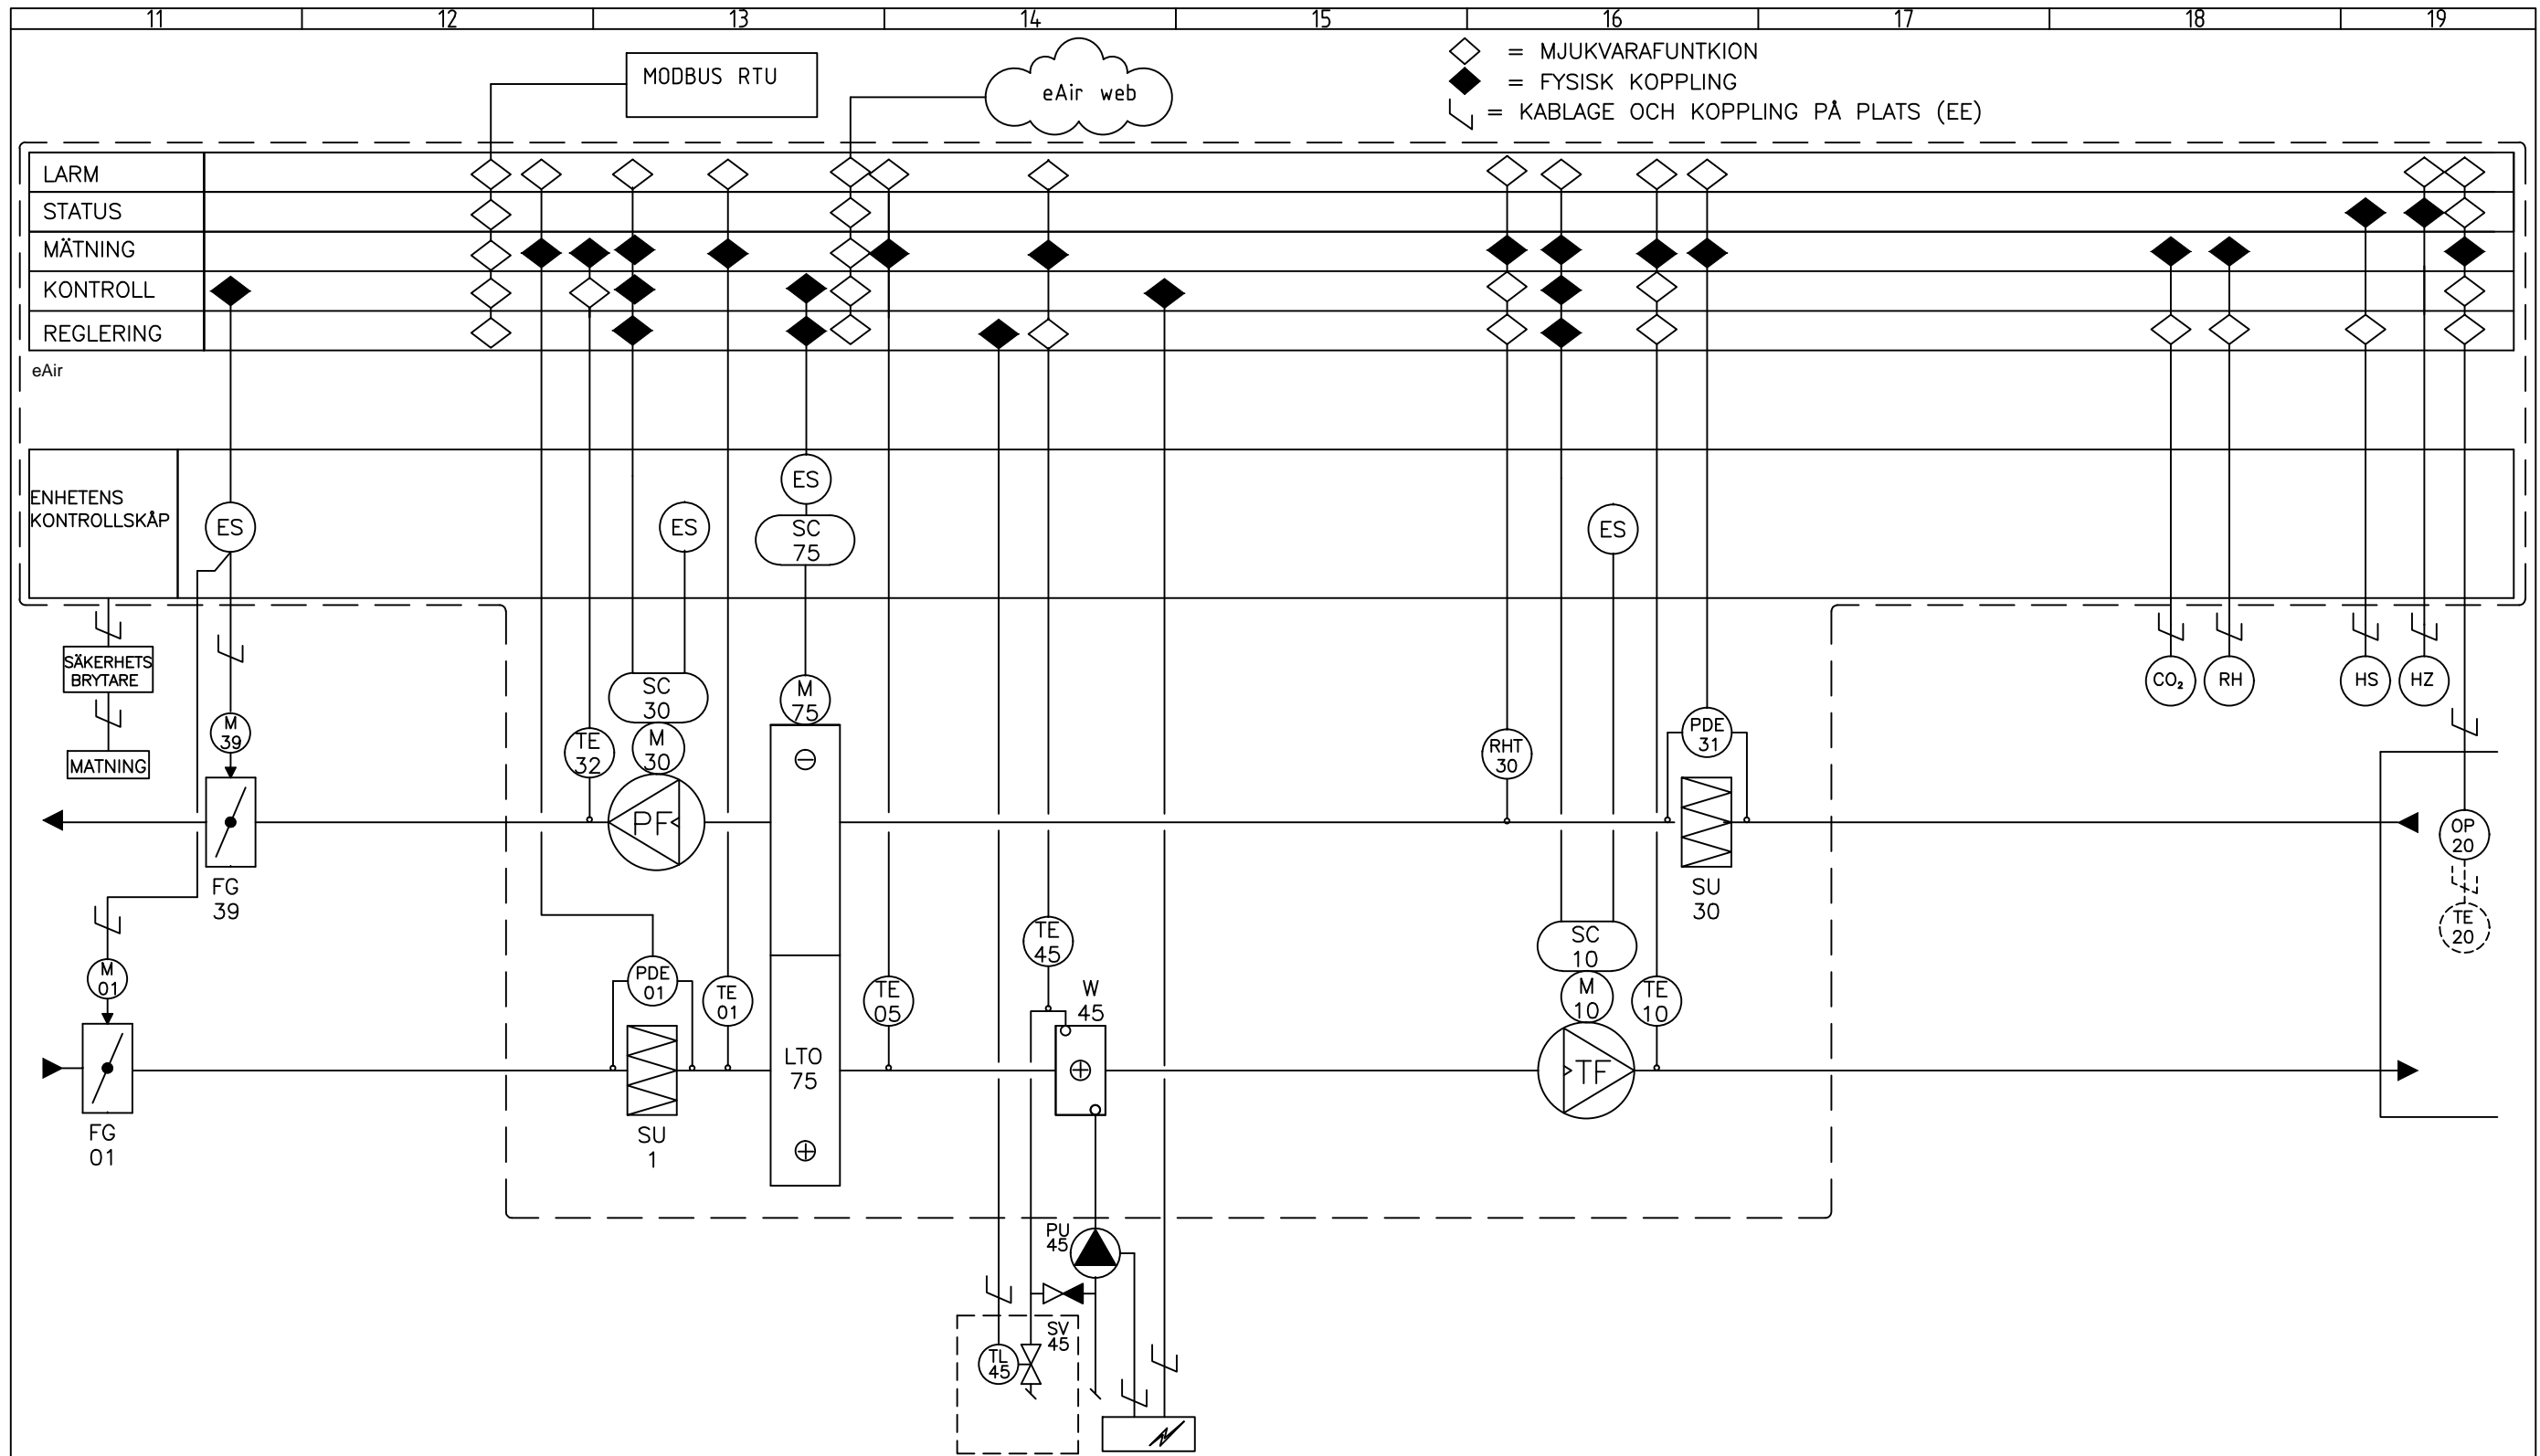 11 12 13 14 15 16 17 18 19
MODBUS RTU
eAir web
= MJUKVARAFUNTKION
= FYSISK KOPPLING
= KABLAGE OCH KOPPLING PÅ PLATS (EE)
LARM
STATUS
MÄTNING
KONTROLL
REGLERING
eAir
ENHETENS
KONTROLLSKÅP
ES
ES
ES
SC
75
ES
SÄKERHETS
BRYTARE
MATNING
M
39
TE
32
SC
30
M
30
M
75
RHT
30
PDE
31
CO₂
RH
HS
HZ
PF
FG
39
SU
30
OP
20
TE
20
M
01
PDE
01
TE
01
TE
05
TE
45
W
45
SC
10
M
10
TE
10
LTO
75
TF
FG
01
SU
1
PU
45
SV
45
TL
45